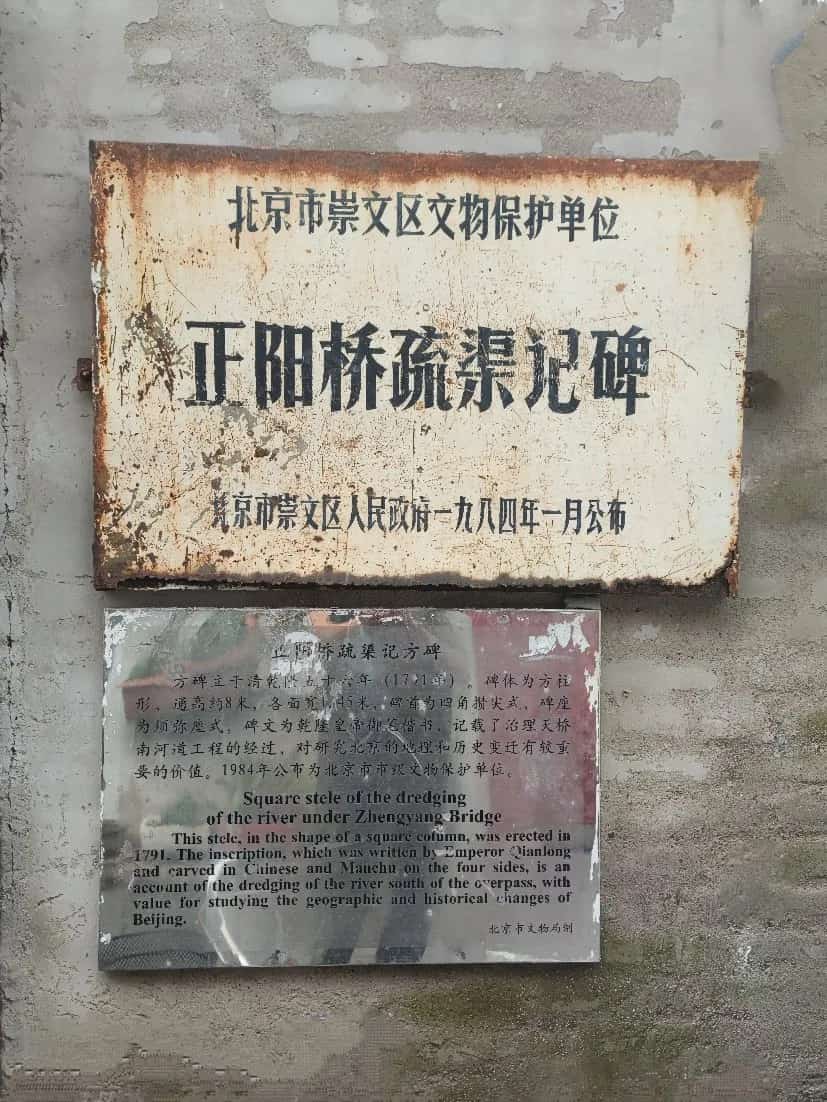 北京市崇文区文物保护单位
正阳桥疏渠记碑
北京市崇文区人民政府一九八四年一月公布
正阳桥疏渠记方碑
方碑立于清乾隆五十六年（1791年）。碑体为方柱
形，通高约8米，各面宽1.45米，碑首为四角攒尖式，碑座
为须弥座式，碑文为乾隆皇帝御笔楷书，记载了治理天桥
南河道工程的经过，对研究北京的地理和历史变迁有较重
要的价值。1984年公布为北京市市级文物保护单位。
Square stele of the dredging
of the river under Zhengyang Bridge
This stele, in the shape of a square column, was erected in
1791. The inscription, which was written by Emperor Qianlong
and carved in Chinese and Manchu on the four sides, is an
account of the dredging of the river south of the overpass, with
value for studying the geographic and historical changes of
Beijing.
北京市文物局制